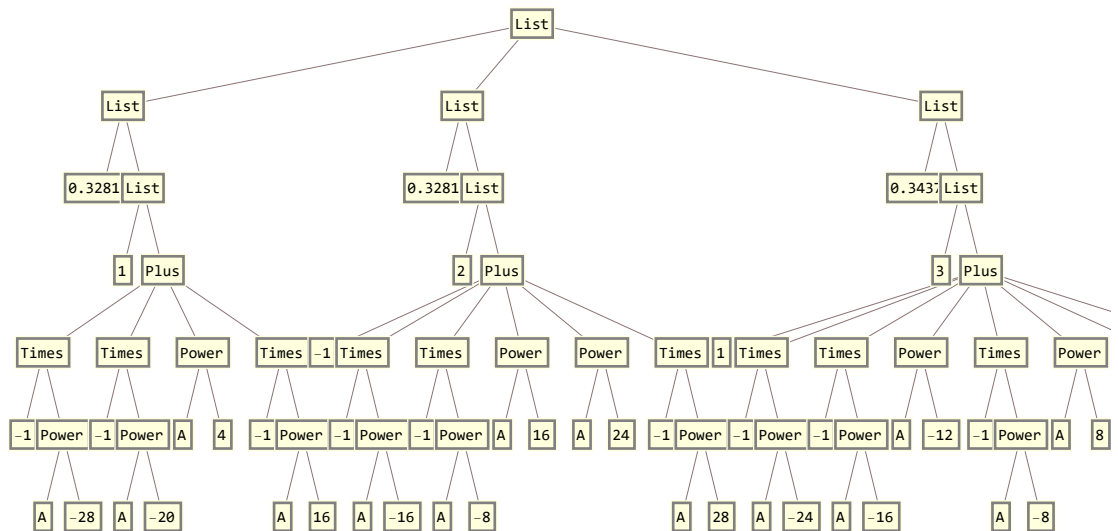 List
List List List
0.3281 List 0.3281 List 0.3437 List
1 Plus 2 Plus 3 Plus
Times Times Power Times -1 Times Times Power Power Times 1 Times Times Power Times Power
-1 Power -1 Power A 4 -1 Power -1 Power -1 Power A 16 A 24 -1 Power -1 Power -1 Power A -12 -1 Power A 8
A -28 A -20 A 16 A -16 A -8 A 28 A -24 A -16 A -8